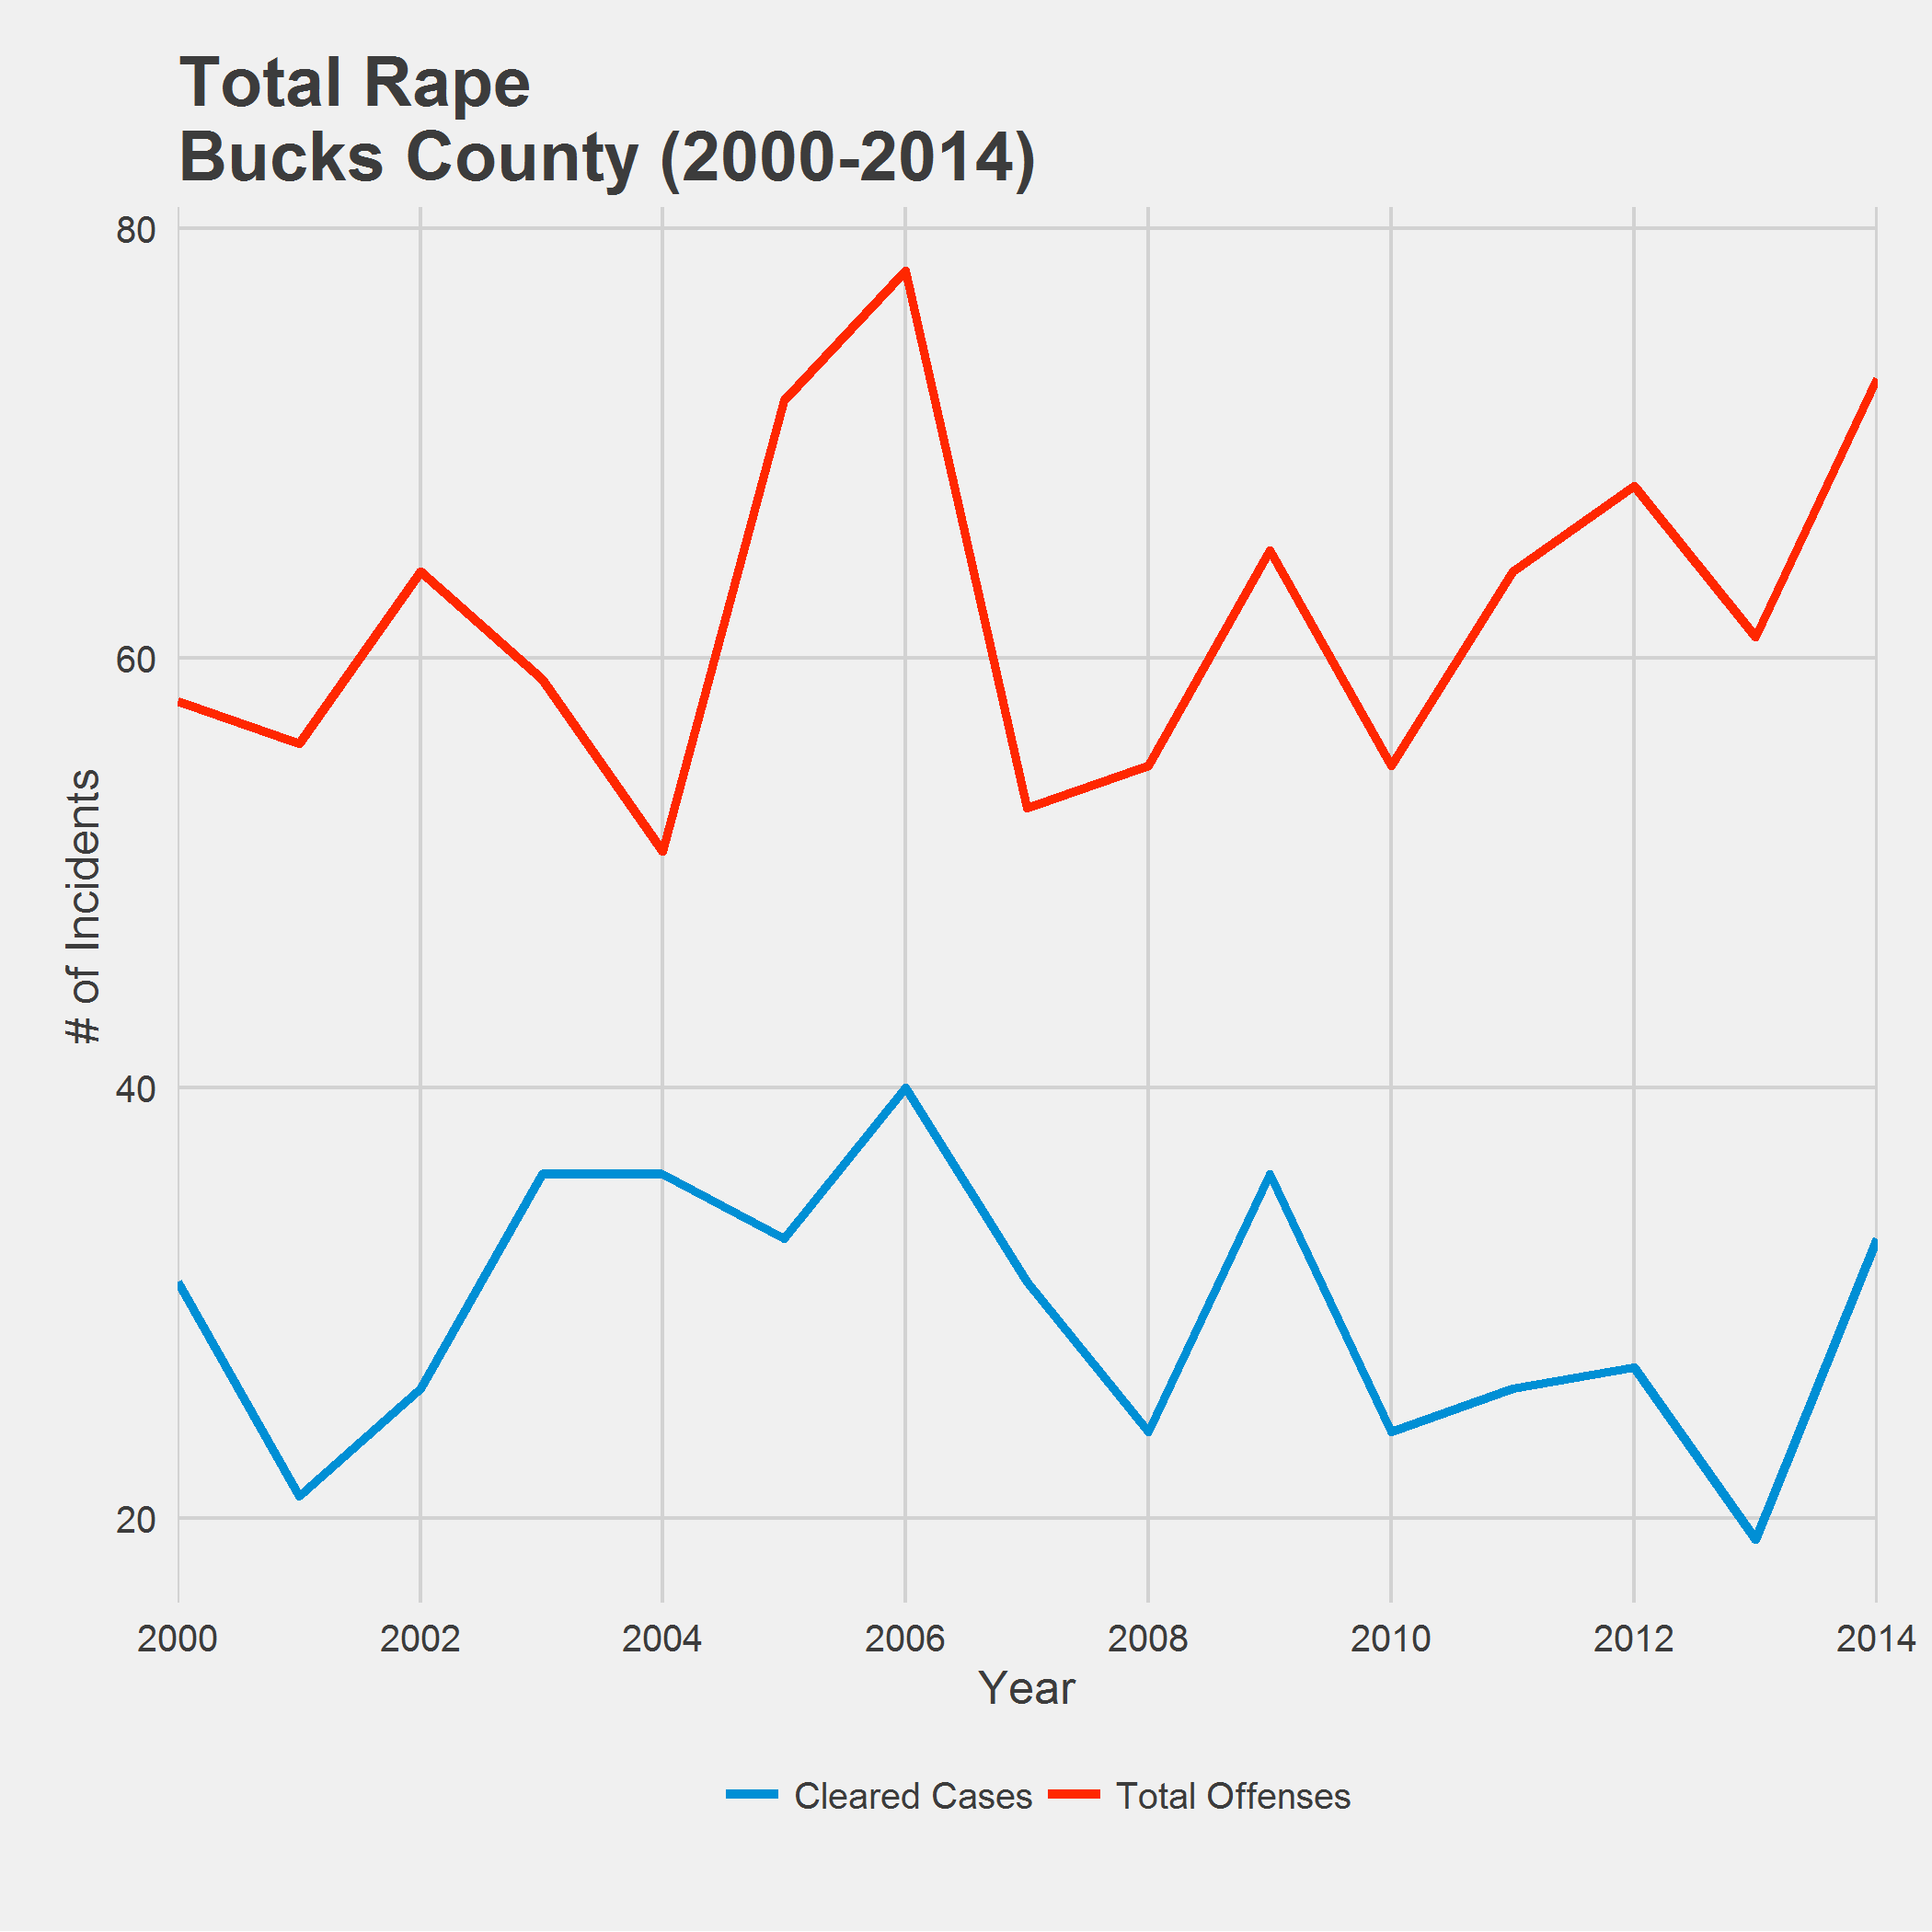 Total Rape
Bucks County (2000-2014)
80
60
40
20
# of Incidents
2000 2002 2004 2006 2008 2010 2012 2014
Year
Cleared Cases Total Offenses